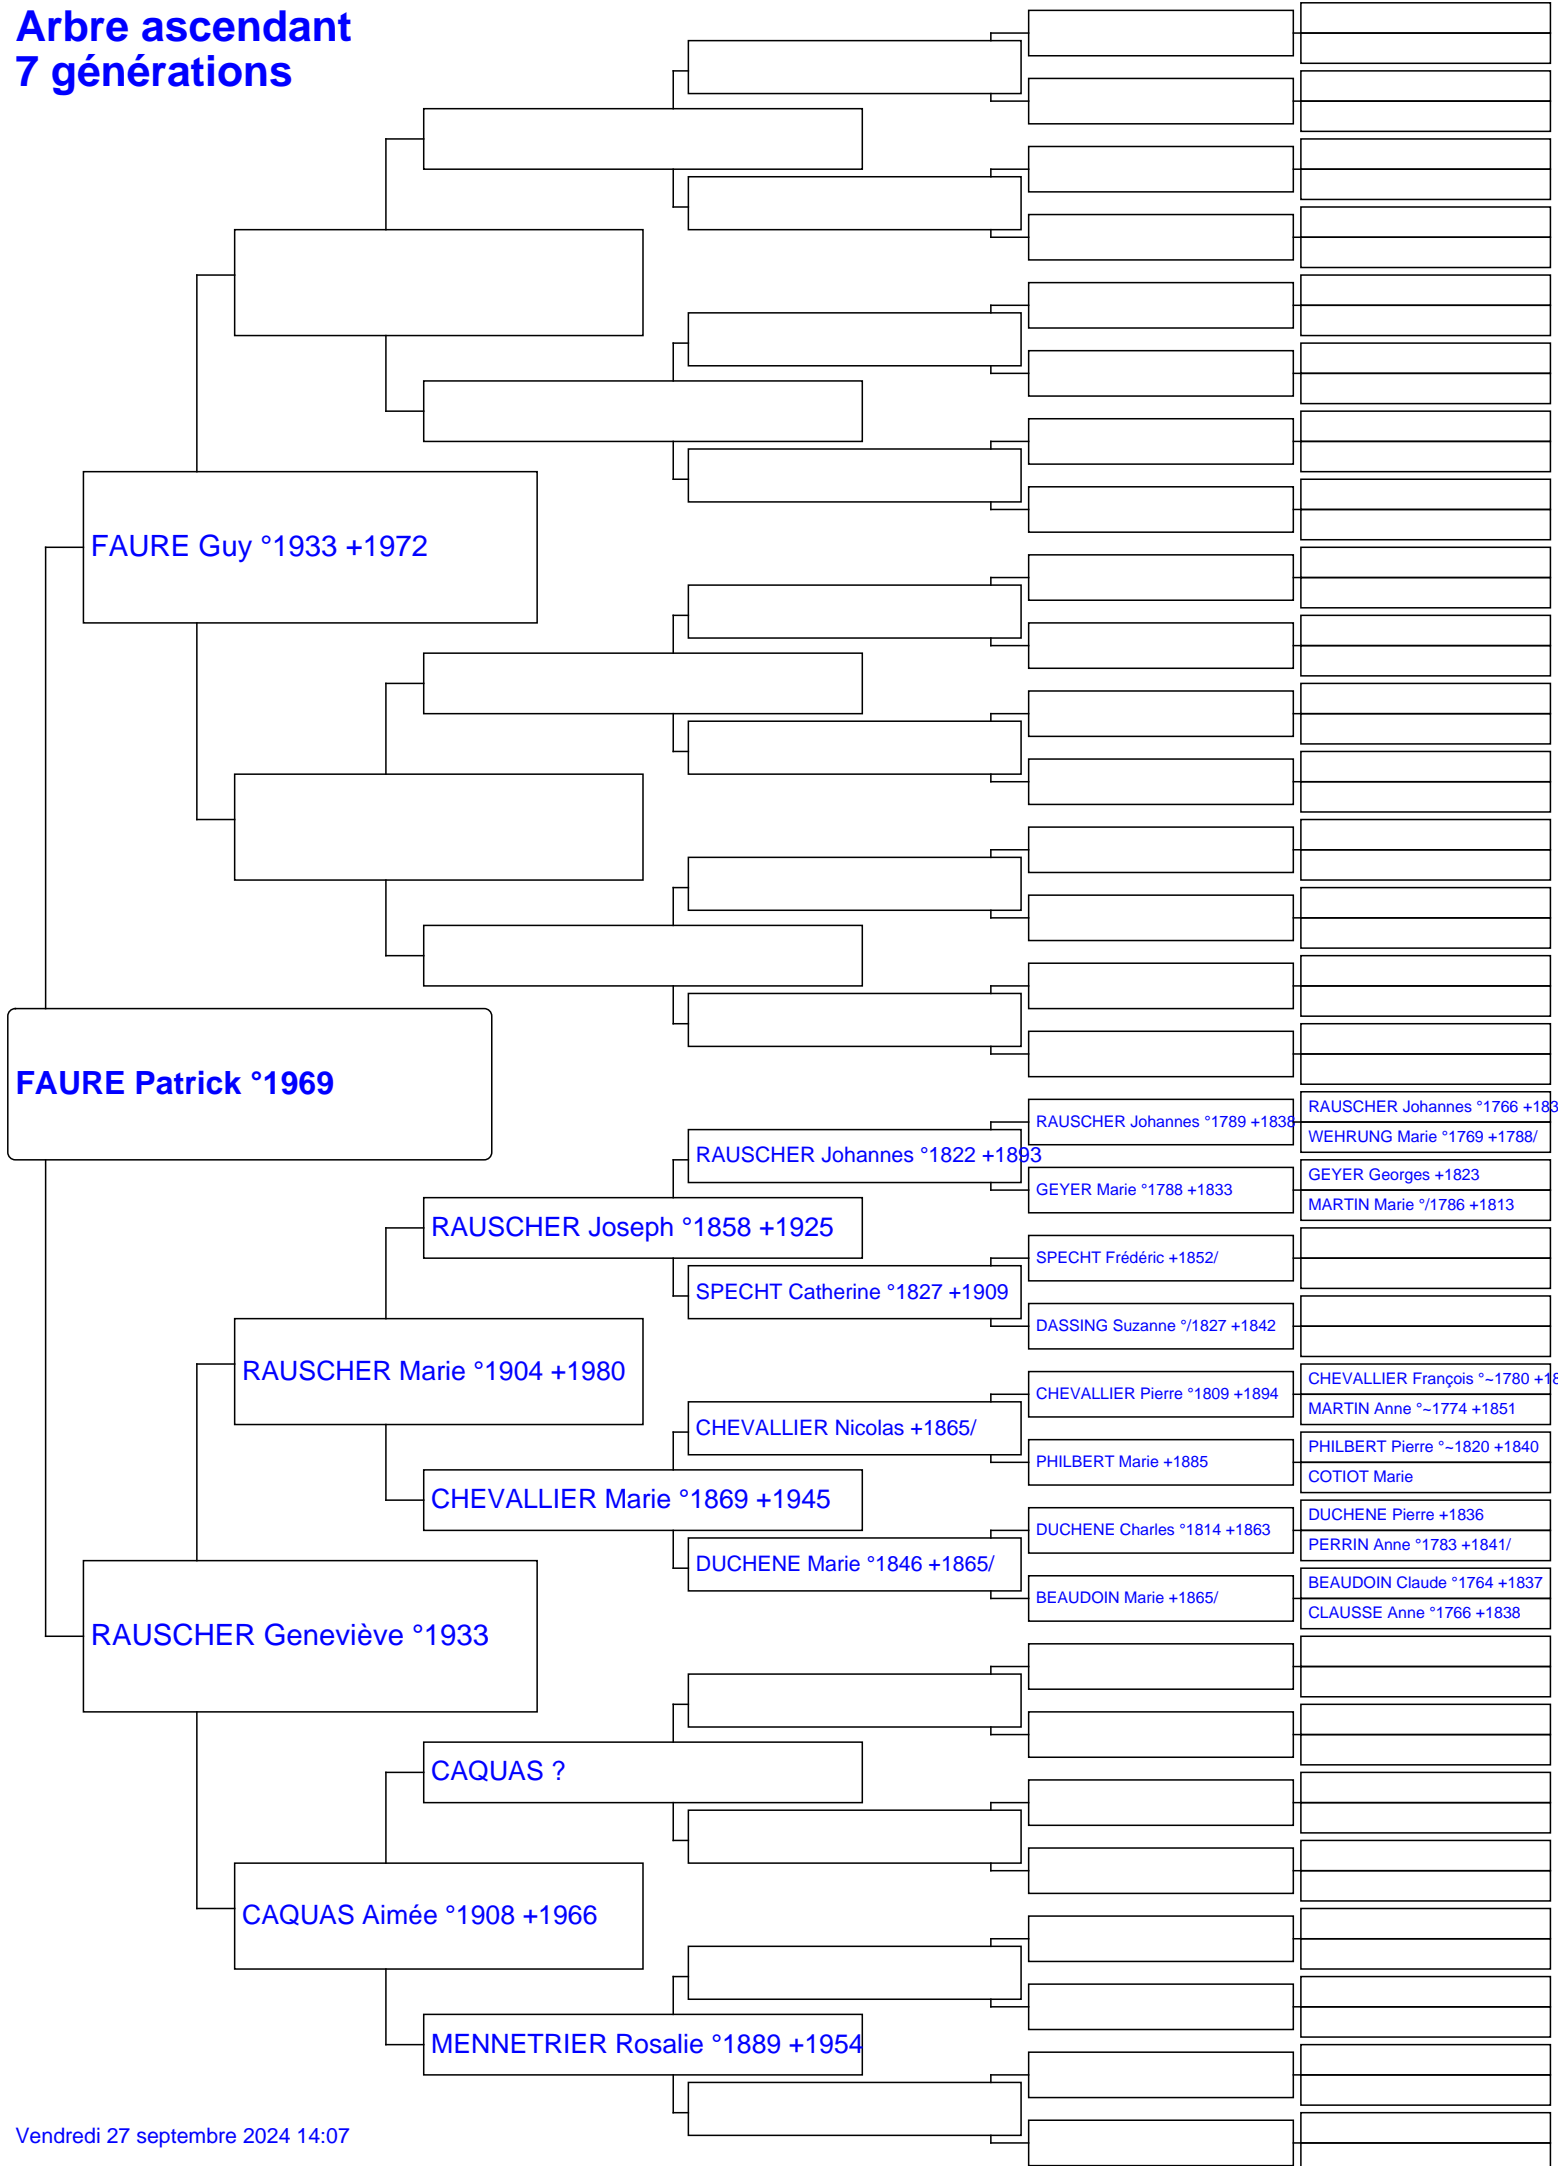 Arbre ascendant
7 générations
FAURE Guy °1933 +1972
FAURE Patrick °1969
RAUSCHER Johannes °1766 +183
RAUSCHER Johannes °1789 +1838
WEHRUNG Marie °1769 +1788/
RAUSCHER Johannes °1822 +1893
GEYER Georges +1823
GEYER Marie °1788 +1833
MARTIN Marie °/1786 +1813
RAUSCHER Joseph °1858 +1925
SPECHT Frédéric +1852/
SPECHT Catherine °1827 +1909
DASSING Suzanne °/1827 +1842
RAUSCHER Marie °1904 +1980
CHEVALLIER François °~1780 +18
CHEVALLIER Pierre °1809 +1894
MARTIN Anne °~1774 +1851
CHEVALLIER Nicolas +1865/
PHILBERT Pierre °~1820 +1840
PHILBERT Marie +1885
COTIOT Marie
CHEVALLIER Marie °1869 +1945
DUCHENE Pierre +1836
DUCHENE Charles °1814 +1863
PERRIN Anne °1783 +1841/
DUCHENE Marie °1846 +1865/
BEAUDOIN Claude °1764 +1837
BEAUDOIN Marie +1865/
CLAUSSE Anne °1766 +1838
RAUSCHER Geneviève °1933
CAQUAS ?
CAQUAS Aimée °1908 +1966
MENNETRIER Rosalie °1889 +1954
Vendredi 27 septembre 2024 14:07